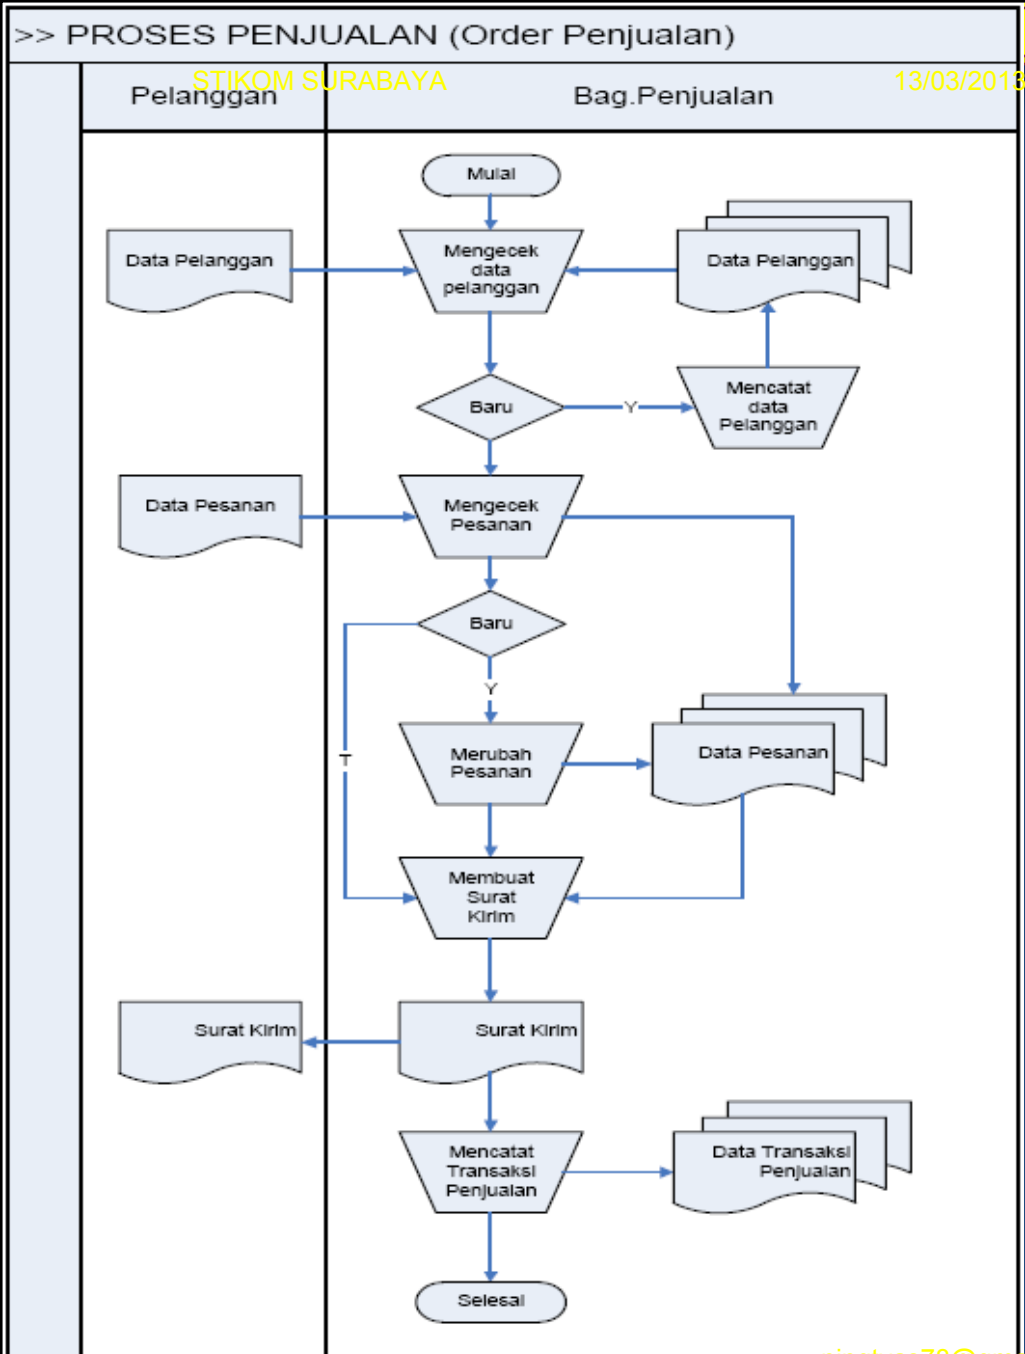 >> PROSES PENJUALAN (Order Penjualan)
STIKOM SURABAYA
13/03/2013
Pelanggan
Bag.Penjualan
Mulai
Data Pelanggan
Mengecek
data
pelanggan
Data Pelanggan
Baru
Y
Mencatat
data
Pelanggan
Data Pesanan
Mengecek
Pesanan
Baru
Y
T
Merubah
Pesanan
Data Pesanan
Membuat
Surat
Kirim
Surat Kirim
Surat Kirim
Mencatat
Transaksi
Penjualan
Data Transaksi
Penjualan
Selesai